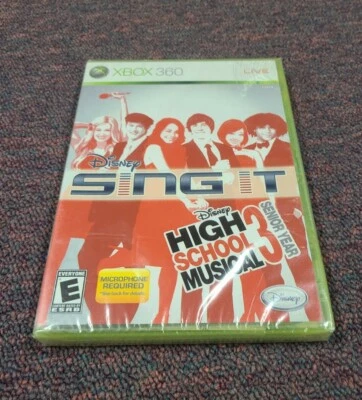 XBOX 360
LIVE
Disney
SING IT
Disney
HIGH
SCHOOL
MUSICAL
3
SENIOR YEAR
EVERYONE
E
ESRB
MICROPHONE
REQUIRED
Disney